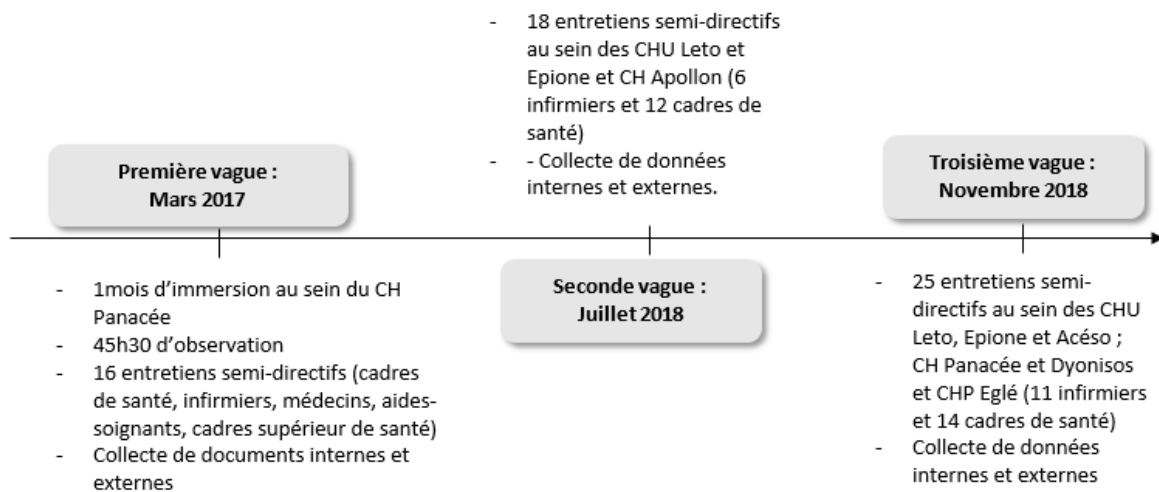 Première vague :
Mars 2017
- 1mois d'immersion au sein du CH
Panacée
- 45h30 d'observation
- 16 entretiens semi-directifs (cadres
de santé, infirmiers, médecins, aides-
soignants, cadres supérieur de santé)
- Collecte de documents internes et
externes
- 18 entretiens semi-directifs
au sein des CHU Leto et
Epione et CH Apollon (6
infirmiers et 12 cadres de
santé)
- - Collecte de données
internes et externes.
Seconde vague :
Juillet 2018
Troisième vague :
Novembre 2018
- 25 entretiens semi-
directifs au sein des CHU
Leto, Epione et Acéso ;
CH Panacée et Dyonisos
et CHP Eglé (11 infirmiers
et 14 cadres de santé)
- Collecte de données
internes et externes